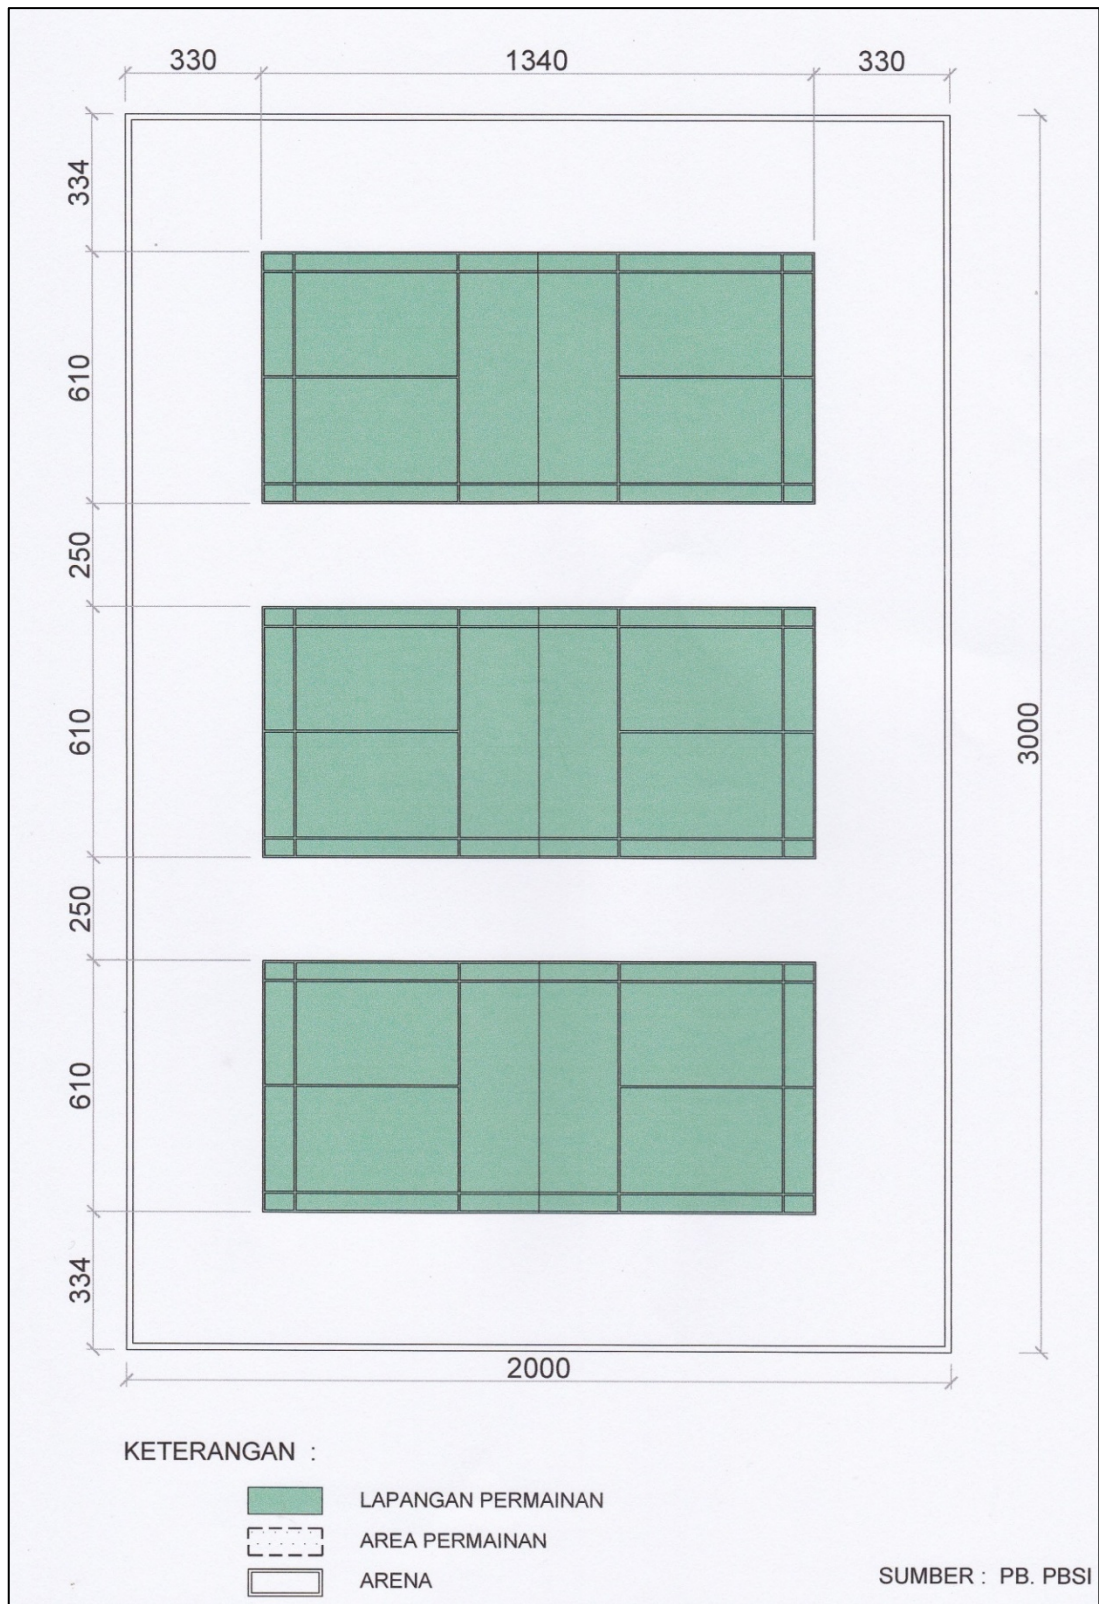 330 1340 330
334
610
250
610
3000
250
610
334
2000
KETERANGAN :
LAPANGAN PERMAINAN
AREA PERMAINAN
ARENA
SUMBER : PB. PBSI